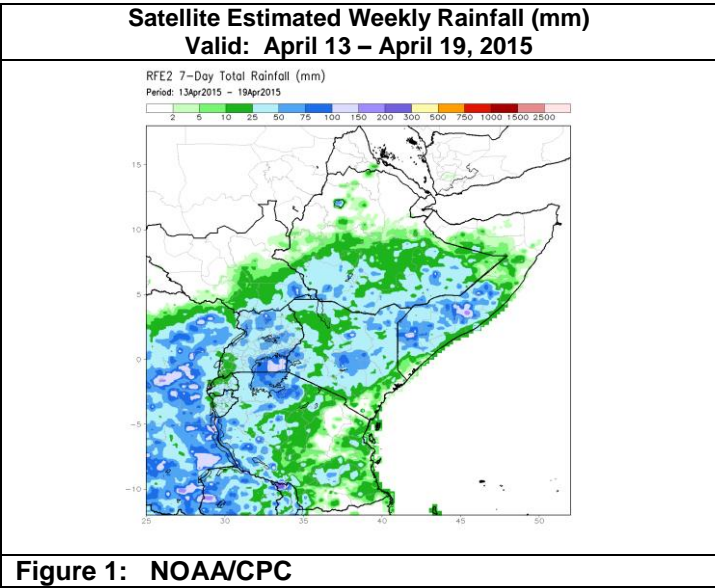 Satellite Estimated Weekly Rainfall (mm)
Valid: April 13 – April 19, 2015
RFE2 7-Day Total Rainfall (mm)
Period: 13Apr2015 - 19Apr2015
2 5 10 25 50 75 100 150 200 300 500 750 1000 1500 2500
15
10
5
0
-5
-10
25 30 35 40 45 50
Figure 1: NOAA/CPC